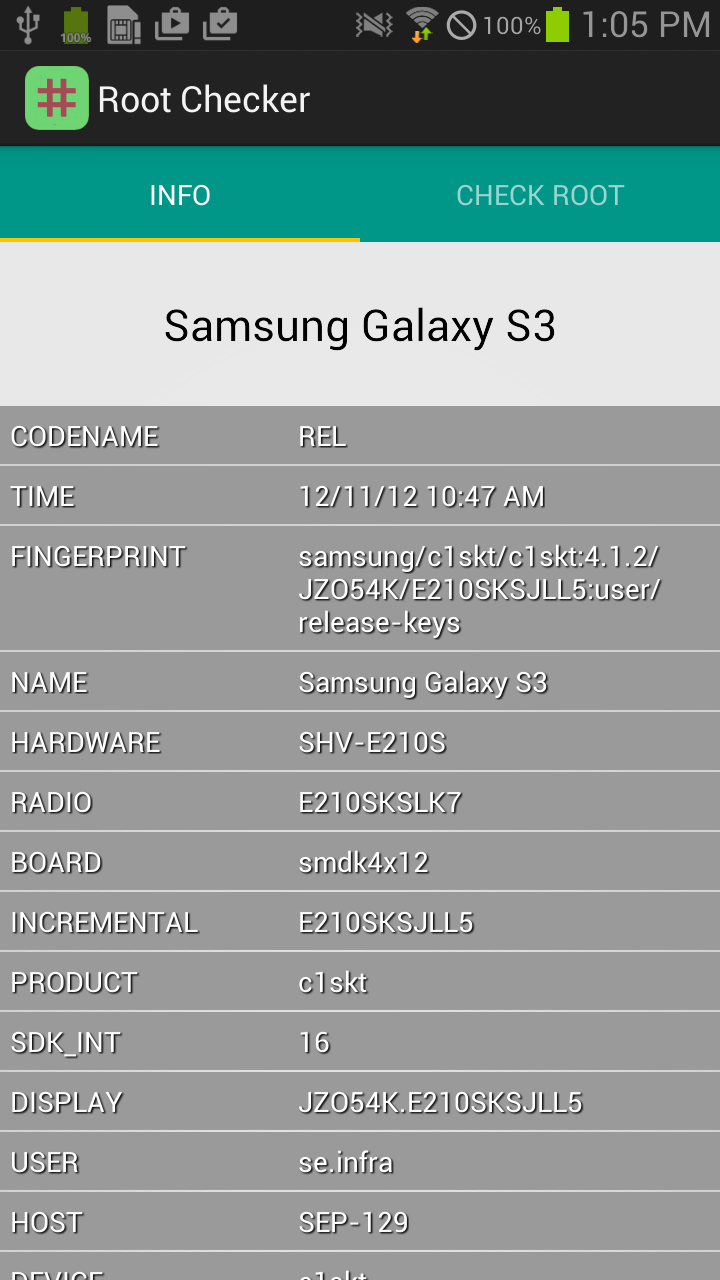 100%
100%
1:05 PM
Root Checker
INFO
CHECK ROOT
Samsung Galaxy S3
CODENAME
REL
TIME
12/11/12 10:47 AM
FINGERPRINT
samsung/c1skt/c1skt:4.1.2/
JZO54K/E210SKSJLL5:user/
release-keys
NAME
Samsung Galaxy S3
HARDWARE
SHV-E210S
RADIO
E210SKSLK7
BOARD
smdk4x12
INCREMENTAL
E210SKSJLL5
PRODUCT
c1skt
SDK_INT
16
DISPLAY
JZO54K.E210SKSJLL5
USER
se.infra
HOST
SEP-129
DEVICE
c1skt